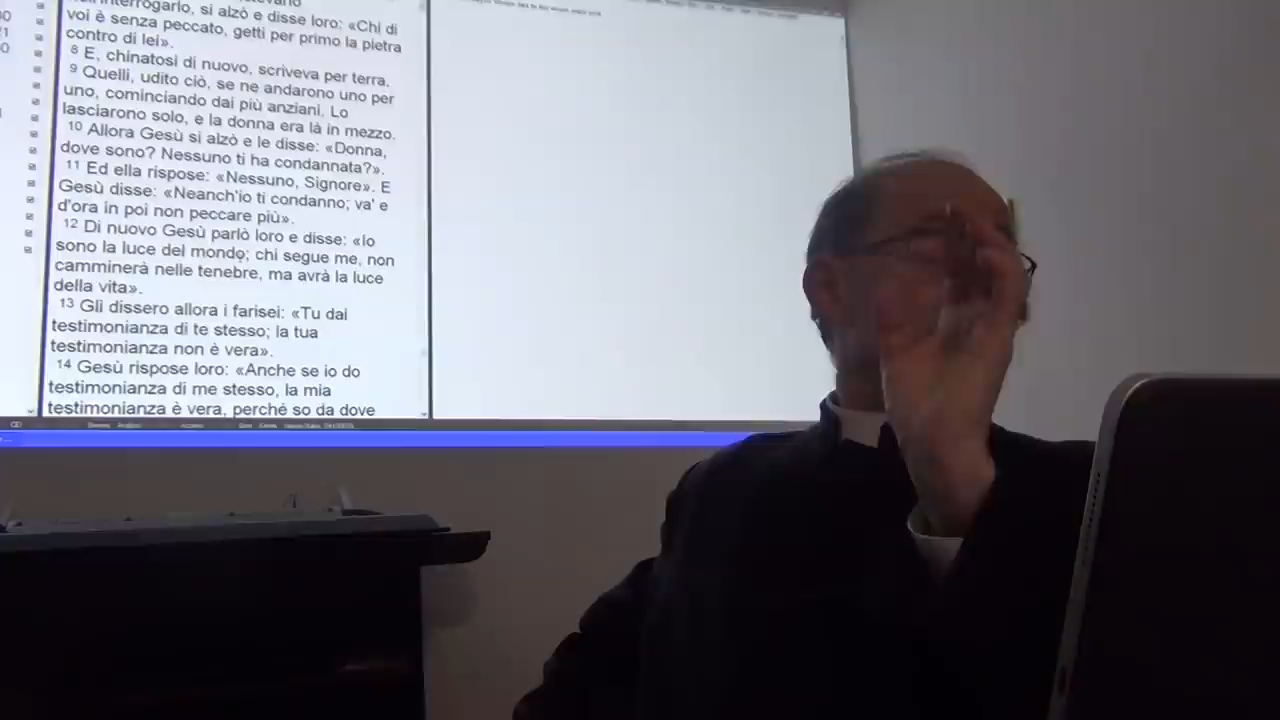 interrogarlo, si alzò e disse loro: «Chi di
voi è senza peccato, getti per primo la pietra
contro di lei».
8 E, chinatosi di nuovo, scriveva per terra.
9 Quelli, udito ciò, se ne andarono uno per
uno, cominciando dai più anziani. Lo
lasciarono solo, e la donna era là in mezzo.
10 Allora Gesù si alzò e le disse: «Donna,
dove sono? Nessuno ti ha condannata?».
11 Ed ella rispose: «Nessuno, Signore». E
Gesù disse: «Neanch'io ti condanno; va' e
d'ora in poi non peccare più».
12 Di nuovo Gesù parlò loro e disse: «Io
sono la luce del mondo; chi segue me, non
camminerà nelle tenebre, ma avrà la luce
della vita».
13 Gli dissero allora i farisei: «Tu dai
testimonianza di te stesso; la tua
testimonianza non è vera».
14 Gesù rispose loro: «Anche se io do
testimonianza di me stesso, la mia
testimonianza è vera, perché so da dove